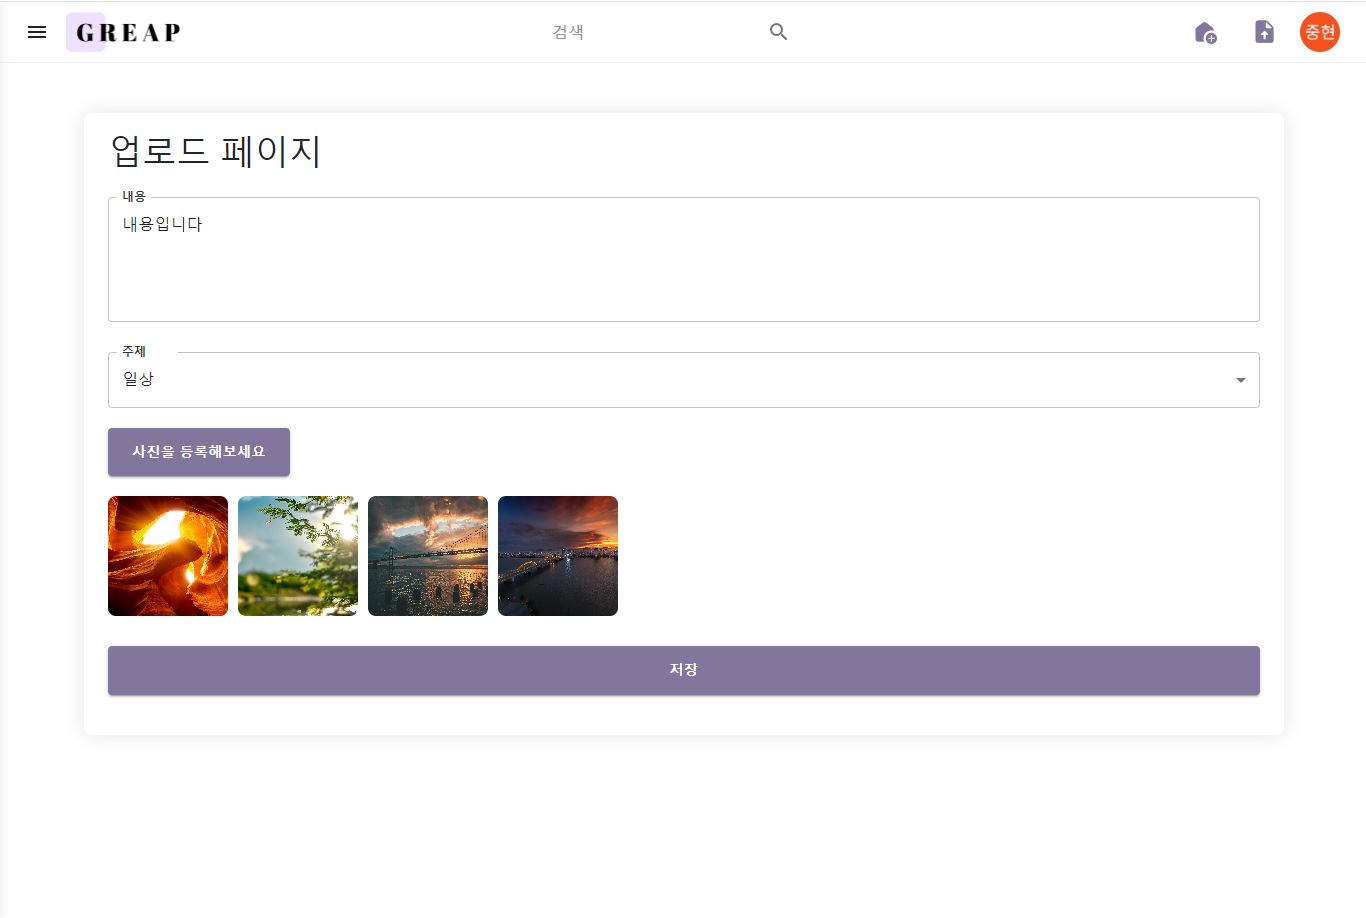 GREAP
검색
중현
업로드 페이지
내용
내용입니다
주제
일상
사진을 등록해보세요
저장